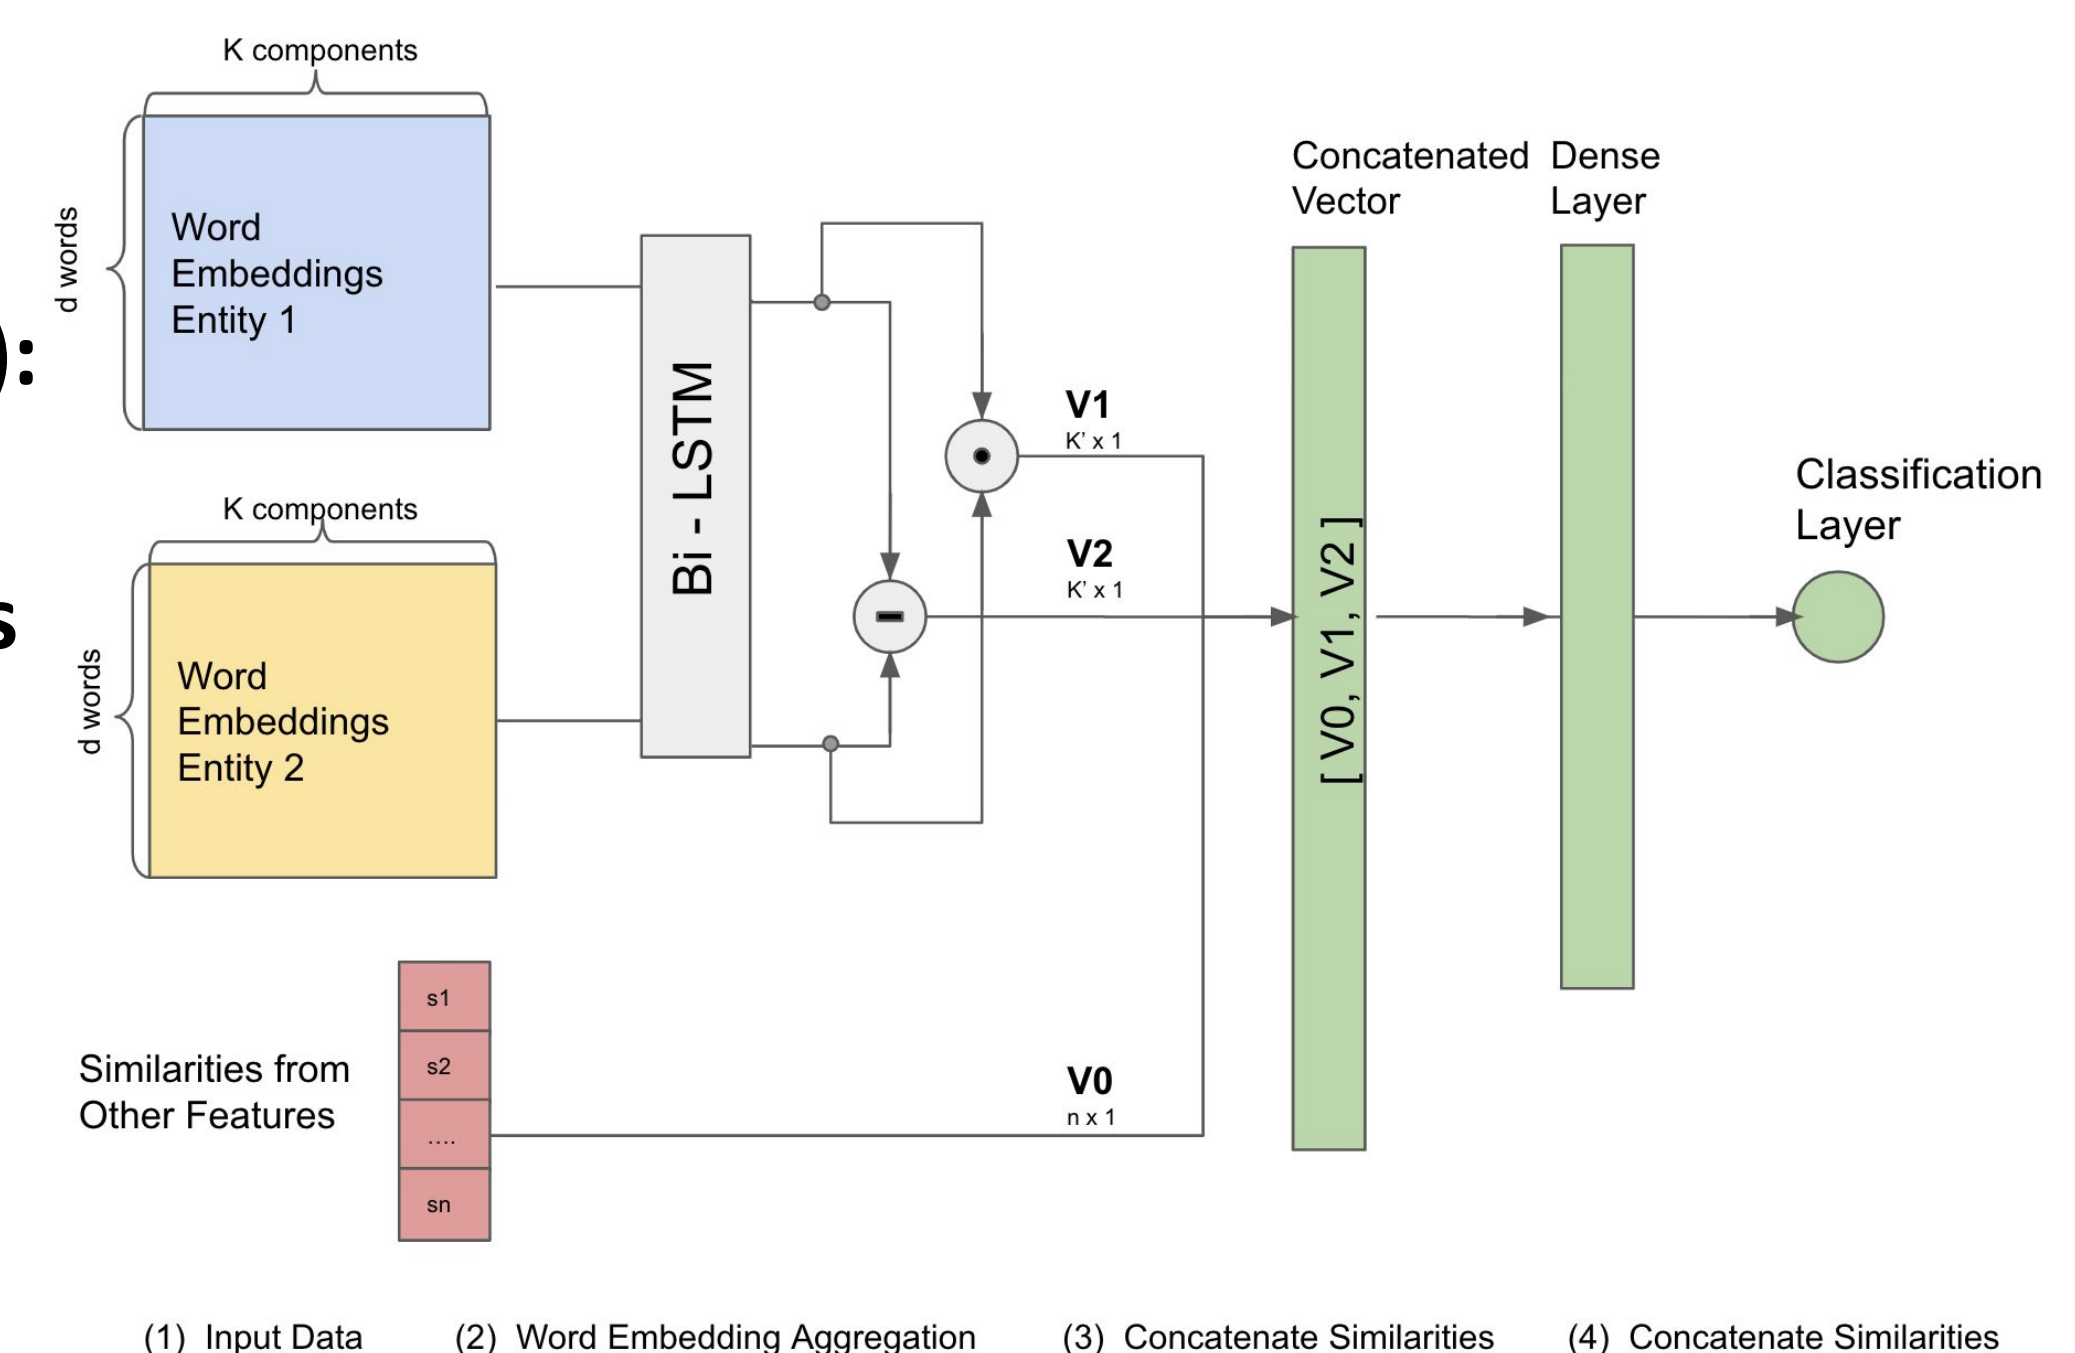 K components
d words
Word
Embeddings
Entity 1
):
K components
s
d words
Word
Embeddings
Entity 2
Similarities from
Other Features
s1
s2
....
sn
Bi - LSTM
V1
K' x 1
V2
K' x 1
V0
n x 1
Concatenated
Vector
[ V0, V1, V2 ]
Dense
Layer
Classification
Layer
(1) Input Data
(2) Word Embedding Aggregation
(3) Concatenate Similarities
(4) Concatenate Similarities